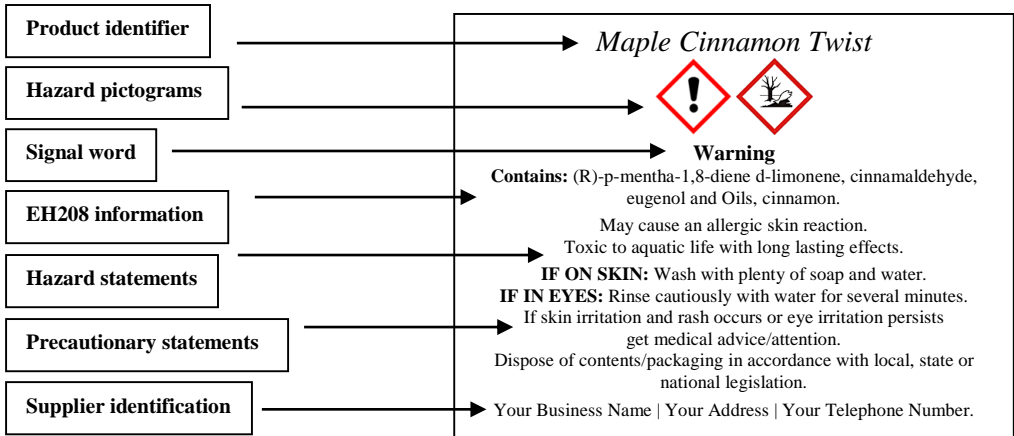 Product identifier
Hazard pictograms
Signal word
EH208 information
Hazard statements
Precautionary statements
Supplier identification
Maple Cinnamon Twist
Warning
Contains: (R)-p-mentha-1,8-diene d-limonene, cinnamaldehyde,
eugenol and Oils, cinnamon.
May cause an allergic skin reaction.
Toxic to aquatic life with long lasting effects.
IF ON SKIN: Wash with plenty of soap and water.
IF IN EYES: Rinse cautiously with water for several minutes.
If skin irritation and rash occurs or eye irritation persists
get medical advice/attention.
Dispose of contents/packaging in accordance with local, state or
national legislation.
Your Business Name | Your Address | Your Telephone Number.